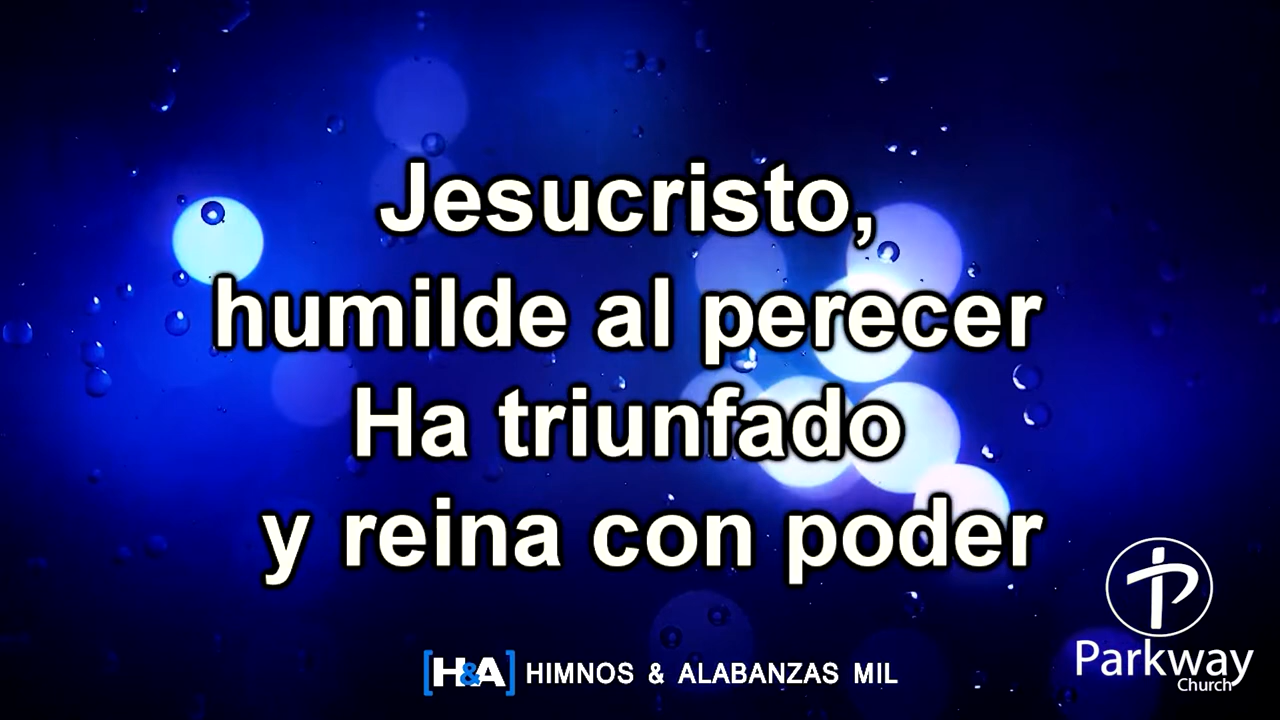 Jesucristo,
humilde al perecer
Ha triunfado
y reina con poder
[H&A] HIMNOS & ALABANZAS MIL
Parkway
Church